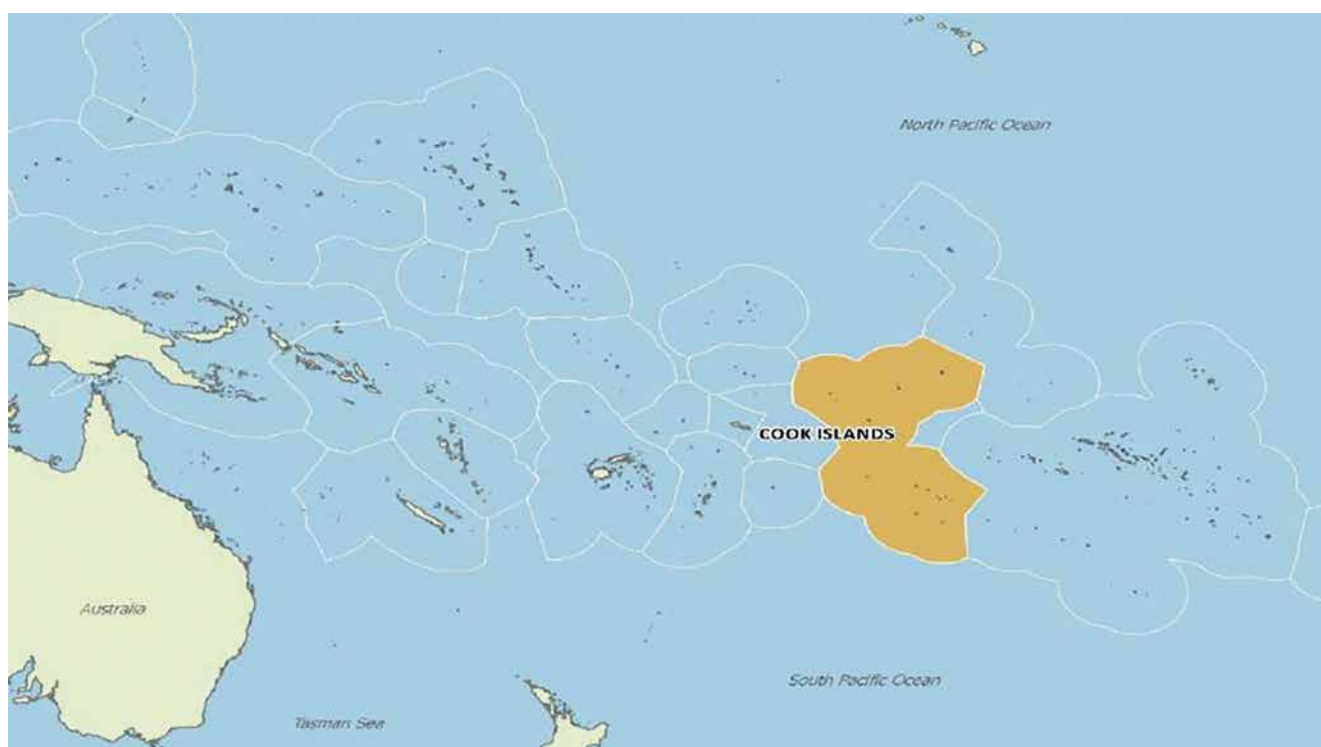 North Pacific Ocean
COOK ISLANDS
Australia
South Pacific Ocean
Tasman Sea